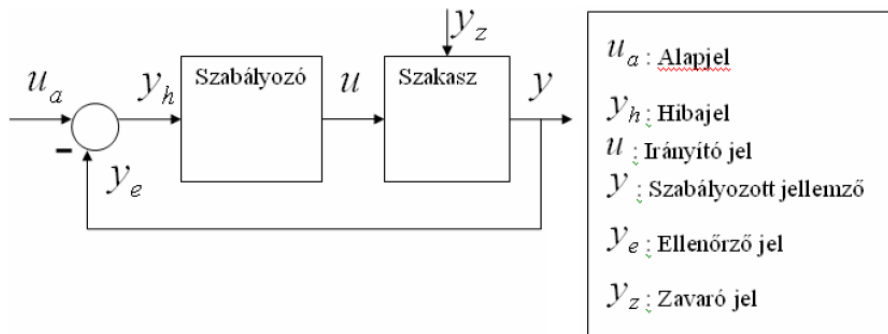 y_z
u_a
y_h
Szabályozó
u
Szakasz
y
-
y_e
u_a : Alapjel
y_h : Hibajel
u : Irányító jel
y : Szabályozott jellemző
y_e : Ellenőrző jel
y_z : Zavaró jel